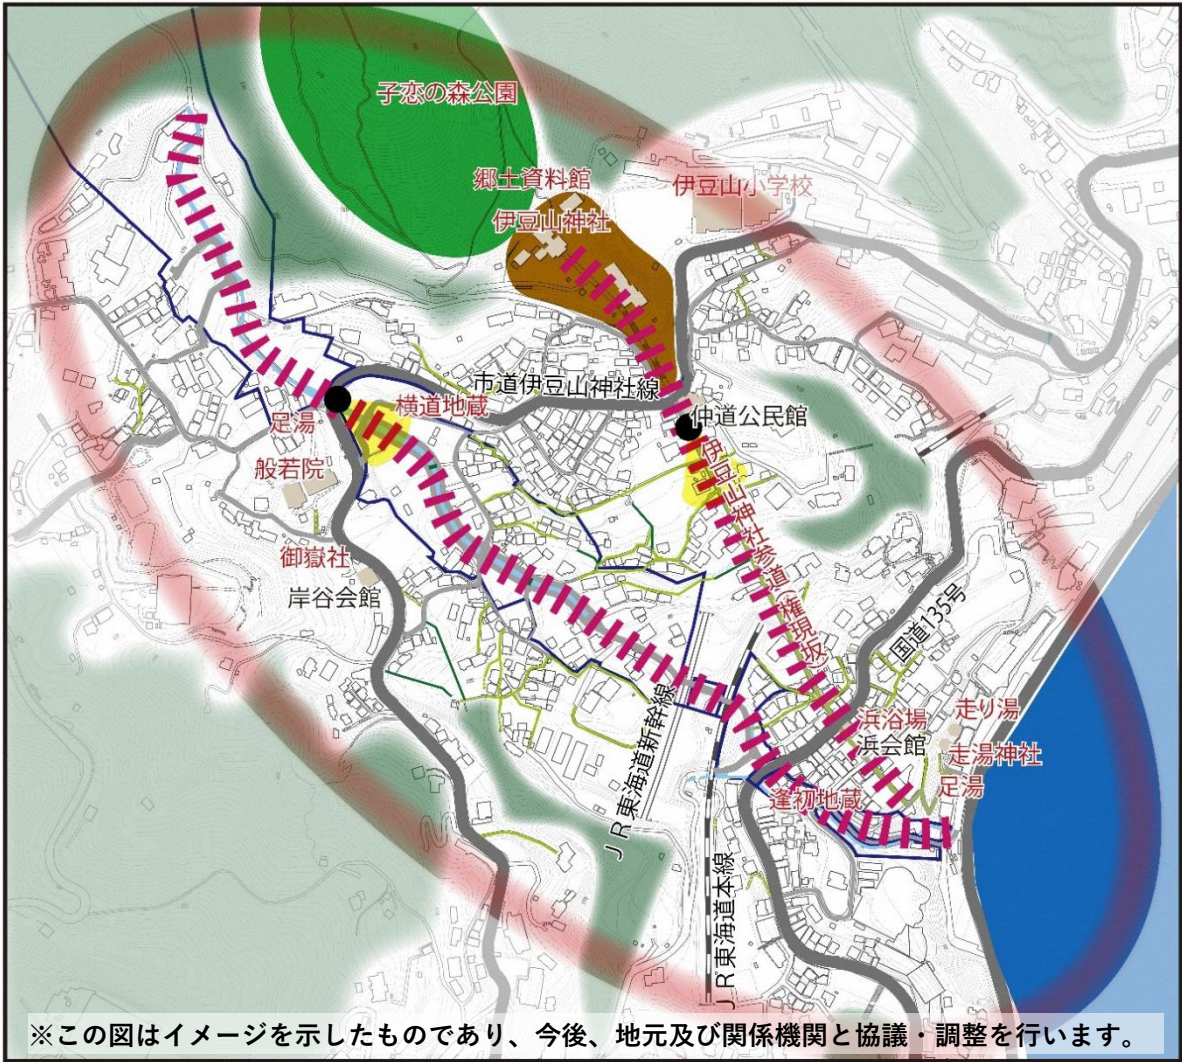 子恋の森公園
郷土資料館
伊豆山小学校
伊豆山神社
市道伊豆山神社線
横道地蔵
仲道公民館
足湯
般若院
伊豆山神社参道(権現坂)
御嶽社
岸谷会館
国道135号
浜浴場
走り湯
浜会館
走湯神社
足湯
逢初地蔵
JR東海道新幹線
JR東海道本線
※この図はイメージを示したものであり、今後、地元及び関係機関と協議・調整を行います。